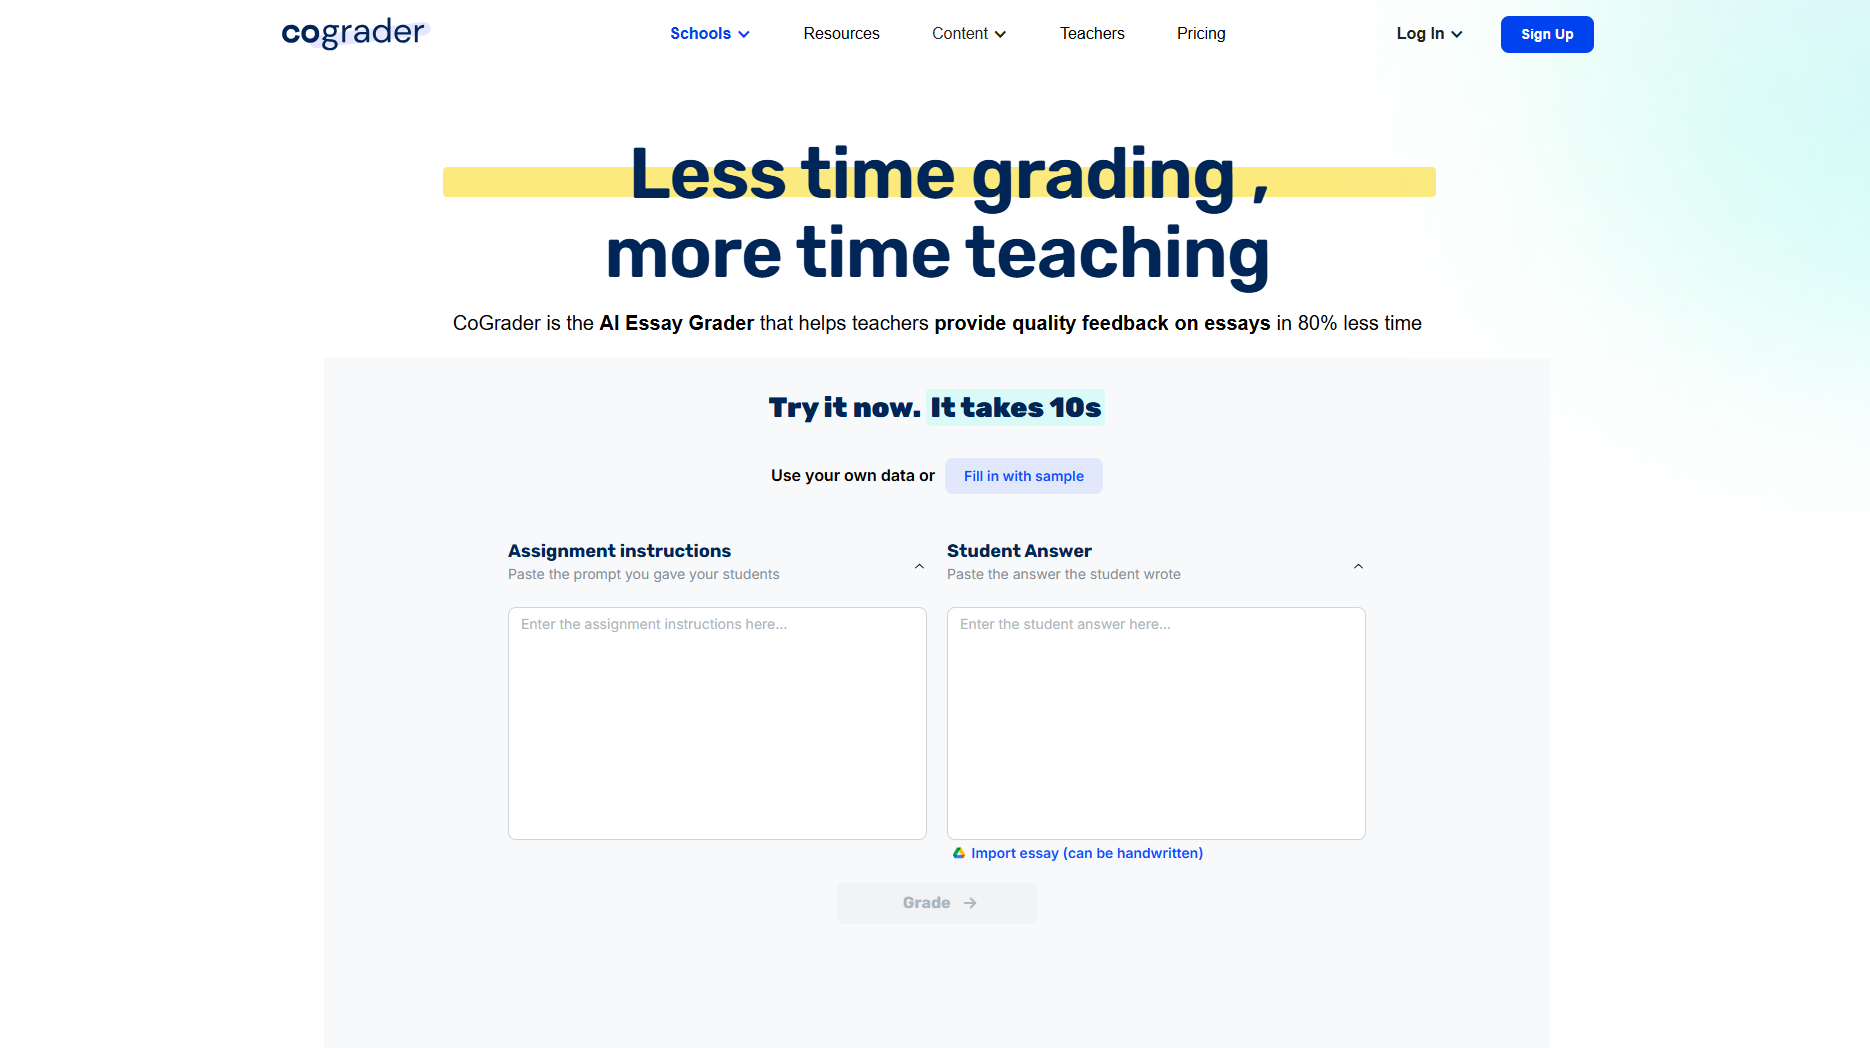 cograder
Schools
Resources
Content
Teachers
Pricing
Log In
Sign Up
Less time grading ,
more time teaching
CoGrader is the AI Essay Grader that helps teachers provide quality feedback on essays in 80% less time
Try it now. It takes 10s
Use your own data or
Fill in with sample
Assignment instructions
Paste the prompt you gave your students
Enter the assignment instructions here...
Student Answer
Paste the answer the student wrote
Enter the student answer here...
Import essay (can be handwritten)
Grade